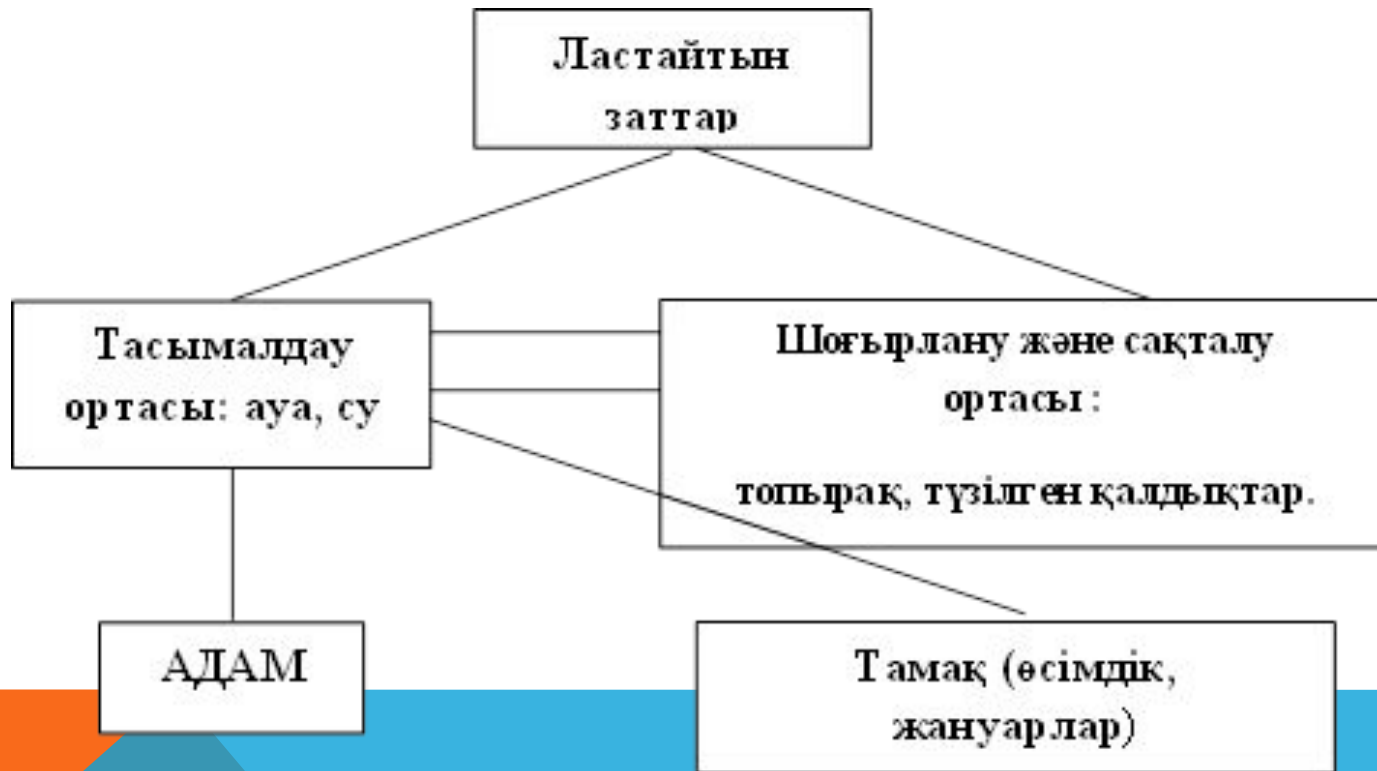 Ластайтын
заттар
Тасымалдау
ортасы: ауа, су
Шоғырлану және сақталу
ортасы :
топырақ, түзілген қалдықтар.
АДАМ
Тамақ (өсімдік,
жануарлар)